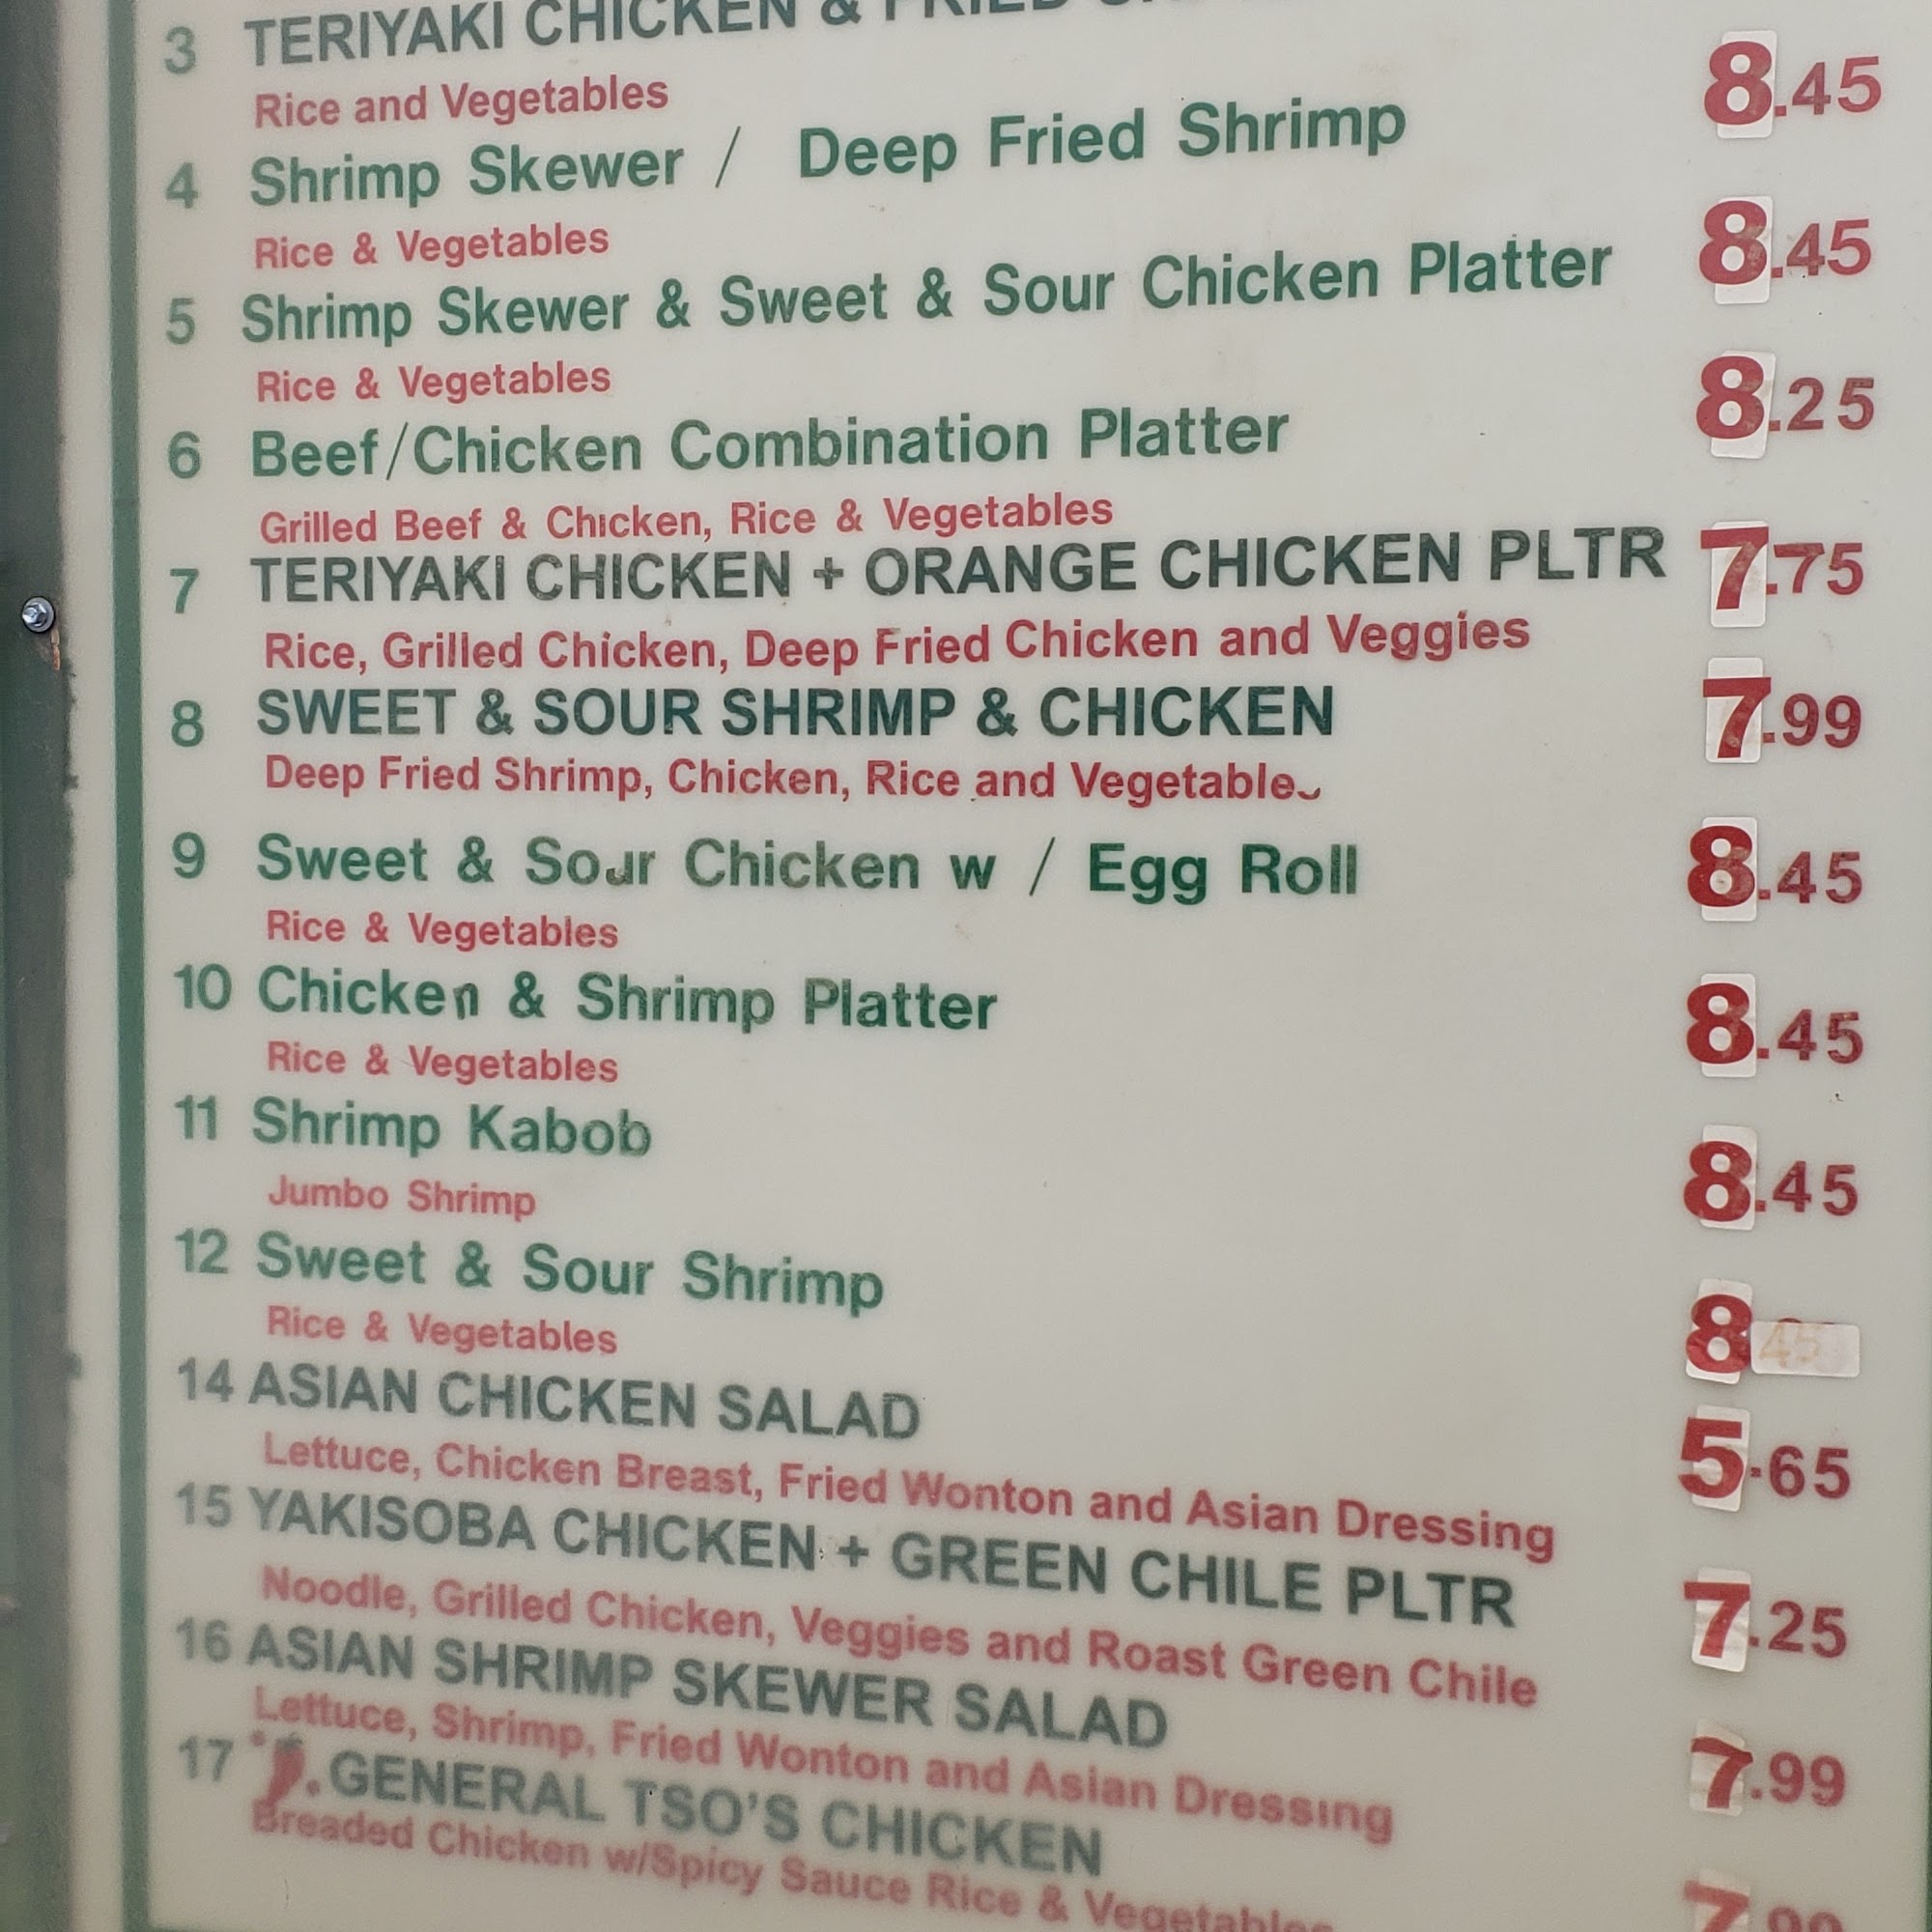 3 TERIYAKI CHICKEN & FRIED
Rice and Vegetables 8.45
4 Shrimp Skewer / Deep Fried Shrimp
Rice & Vegetables 8.45
5 Shrimp Skewer & Sweet & Sour Chicken Platter
Rice & Vegetables 8.25
6 Beef/Chicken Combination Platter
Grilled Beef & Chicken, Rice & Vegetables
7 TERIYAKI CHICKEN + ORANGE CHICKEN PLTR 7.75
Rice, Grilled Chicken, Deep Fried Chicken and Veggies
8 SWEET & SOUR SHRIMP & CHICKEN 7.99
Deep Fried Shrimp, Chicken, Rice and Vegetable
9 Sweet & Sour Chicken w / Egg Roll 8.45
Rice & Vegetables
10 Chicken & Shrimp Platter 8.45
Rice & Vegetables
11 Shrimp Kabob 8.45
Jumbo Shrimp
12 Sweet & Sour Shrimp 8 45
Rice & Vegetables
14 ASIAN CHICKEN SALAD 5.65
Lettuce, Chicken Breast, Fried Wonton and Asian Dressing
15 YAKISOBA CHICKEN + GREEN CHILE PLTR 7.25
Noodle, Grilled Chicken, Veggies and Roast Green Chile
16 ASIAN SHRIMP SKEWER SALAD 7.99
Lettuce, Shrimp, Fried Wonton and Asian Dressing
17 GENERAL TSO'S CHICKEN
Breaded Chicken w/Spicy Sauce Rice & Vegetables